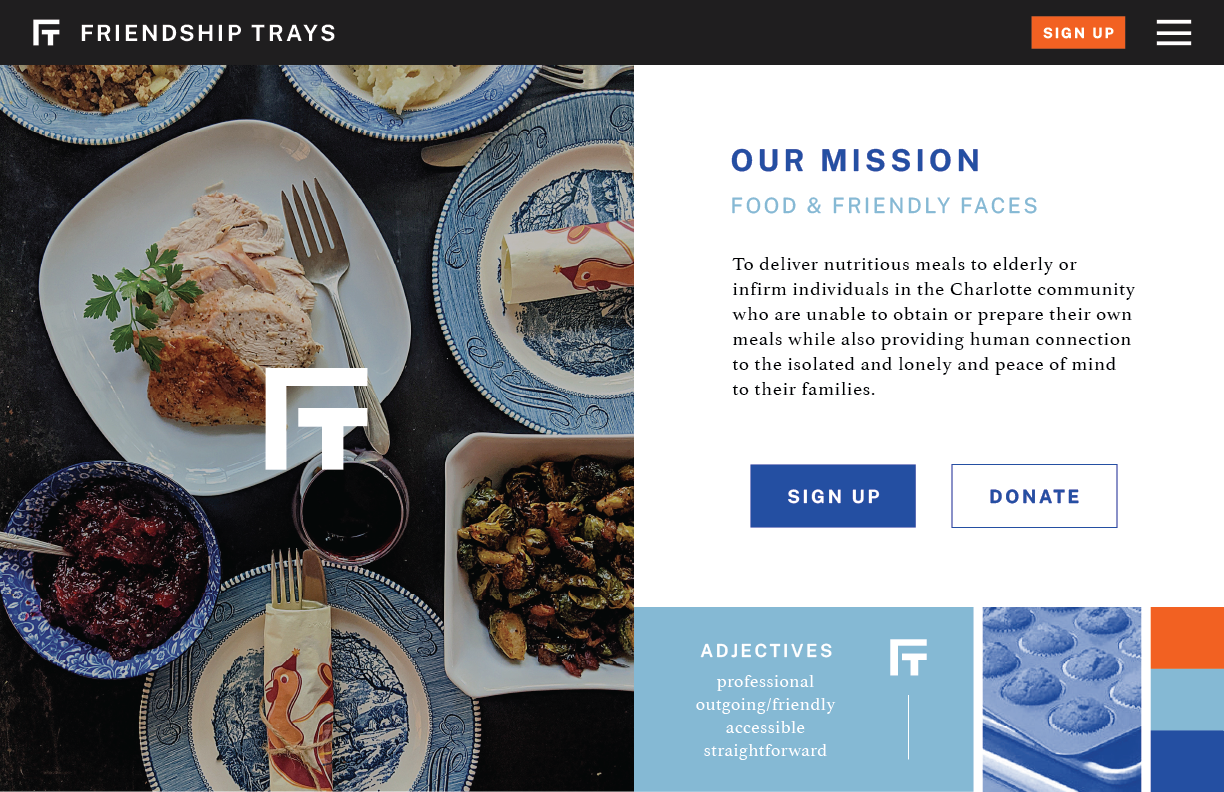 FT FRIENDSHIP TRAYS
SIGN UP
FT
OUR MISSION
FOOD & FRIENDLY FACES
To deliver nutritious meals to elderly or
infirm individuals in the Charlotte community
who are unable to obtain or prepare their own
meals while also providing human connection
to the isolated and lonely and peace of mind
to their families.
SIGN UP
DONATE
ADJECTIVES
professional
outgoing/friendly
accessible
straightforward
FT